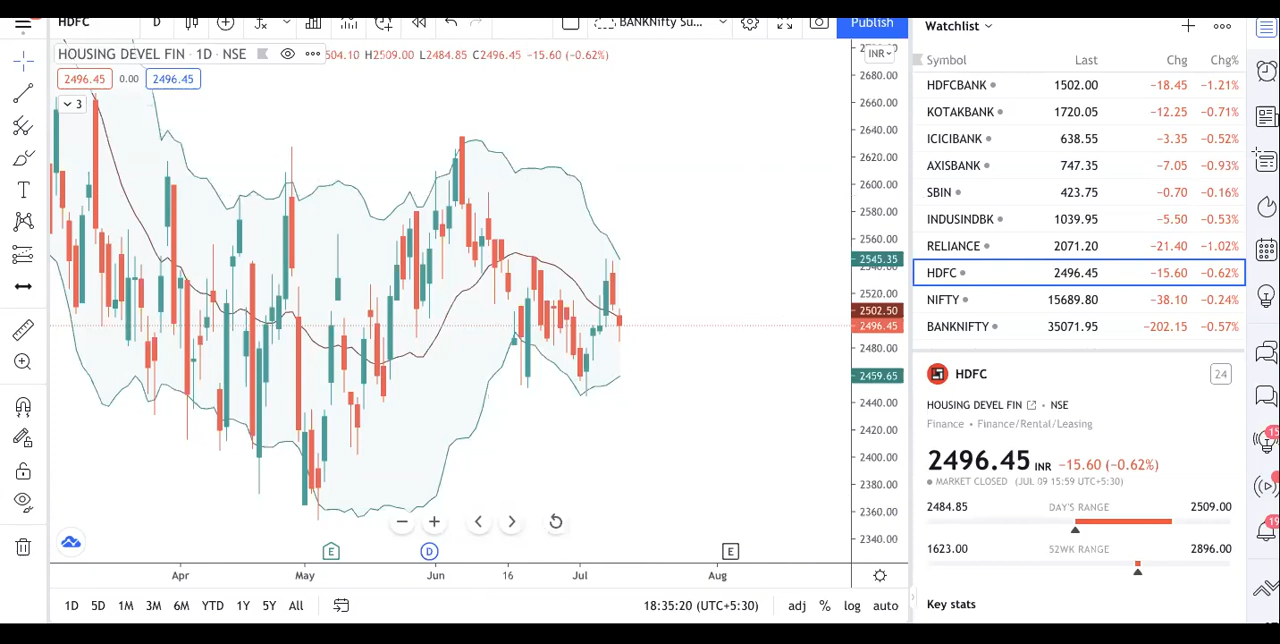 HDFC D BANKNifty Su... Publish
HOUSING DEVEL FIN · 1D · NSE 504.10 H2509.00 L2484.85 C2496.45 −15.60 (−0.62%)
INR
2496.45 0.00 2496.45
3
2680.00
2660.00
2640.00
2620.00
2600.00
2580.00
2560.00
2545.35
2540.00
2520.00
2502.50
2496.45
2480.00
2459.65
2440.00
2420.00
2400.00
2380.00
2360.00
2340.00
E D E
Apr May Jun 16 Jul Aug
1D 5D 1M 3M 6M YTD 1Y 5Y All 18:35:20 (UTC+5:30) adj % log auto
Watchlist
Symbol Last Chg Chg%
HDFCBANK 1502.00 −18.45 −1.21%
KOTAKBANK 1720.05 −12.25 −0.71%
ICICIBANK 638.55 −3.35 −0.52%
AXISBANK 747.35 −7.05 −0.93%
SBIN 423.75 −0.70 −0.16%
INDUSINDBK 1039.95 −5.50 −0.53%
RELIANCE 2071.20 −21.40 −1.02%
HDFC 2496.45 −15.60 −0.62%
NIFTY 15689.80 −38.10 −0.24%
BANKNIFTY 35071.95 −202.15 −0.57%
HDFC 24
HOUSING DEVEL FIN · NSE
Finance · Finance/Rental/Leasing
2496.45 INR −15.60 (−0.62%)
MARKET CLOSED (JUL 09 15:59 UTC+5:30)
2484.85 DAY'S RANGE 2509.00
1623.00 52WK RANGE 2896.00
Key stats